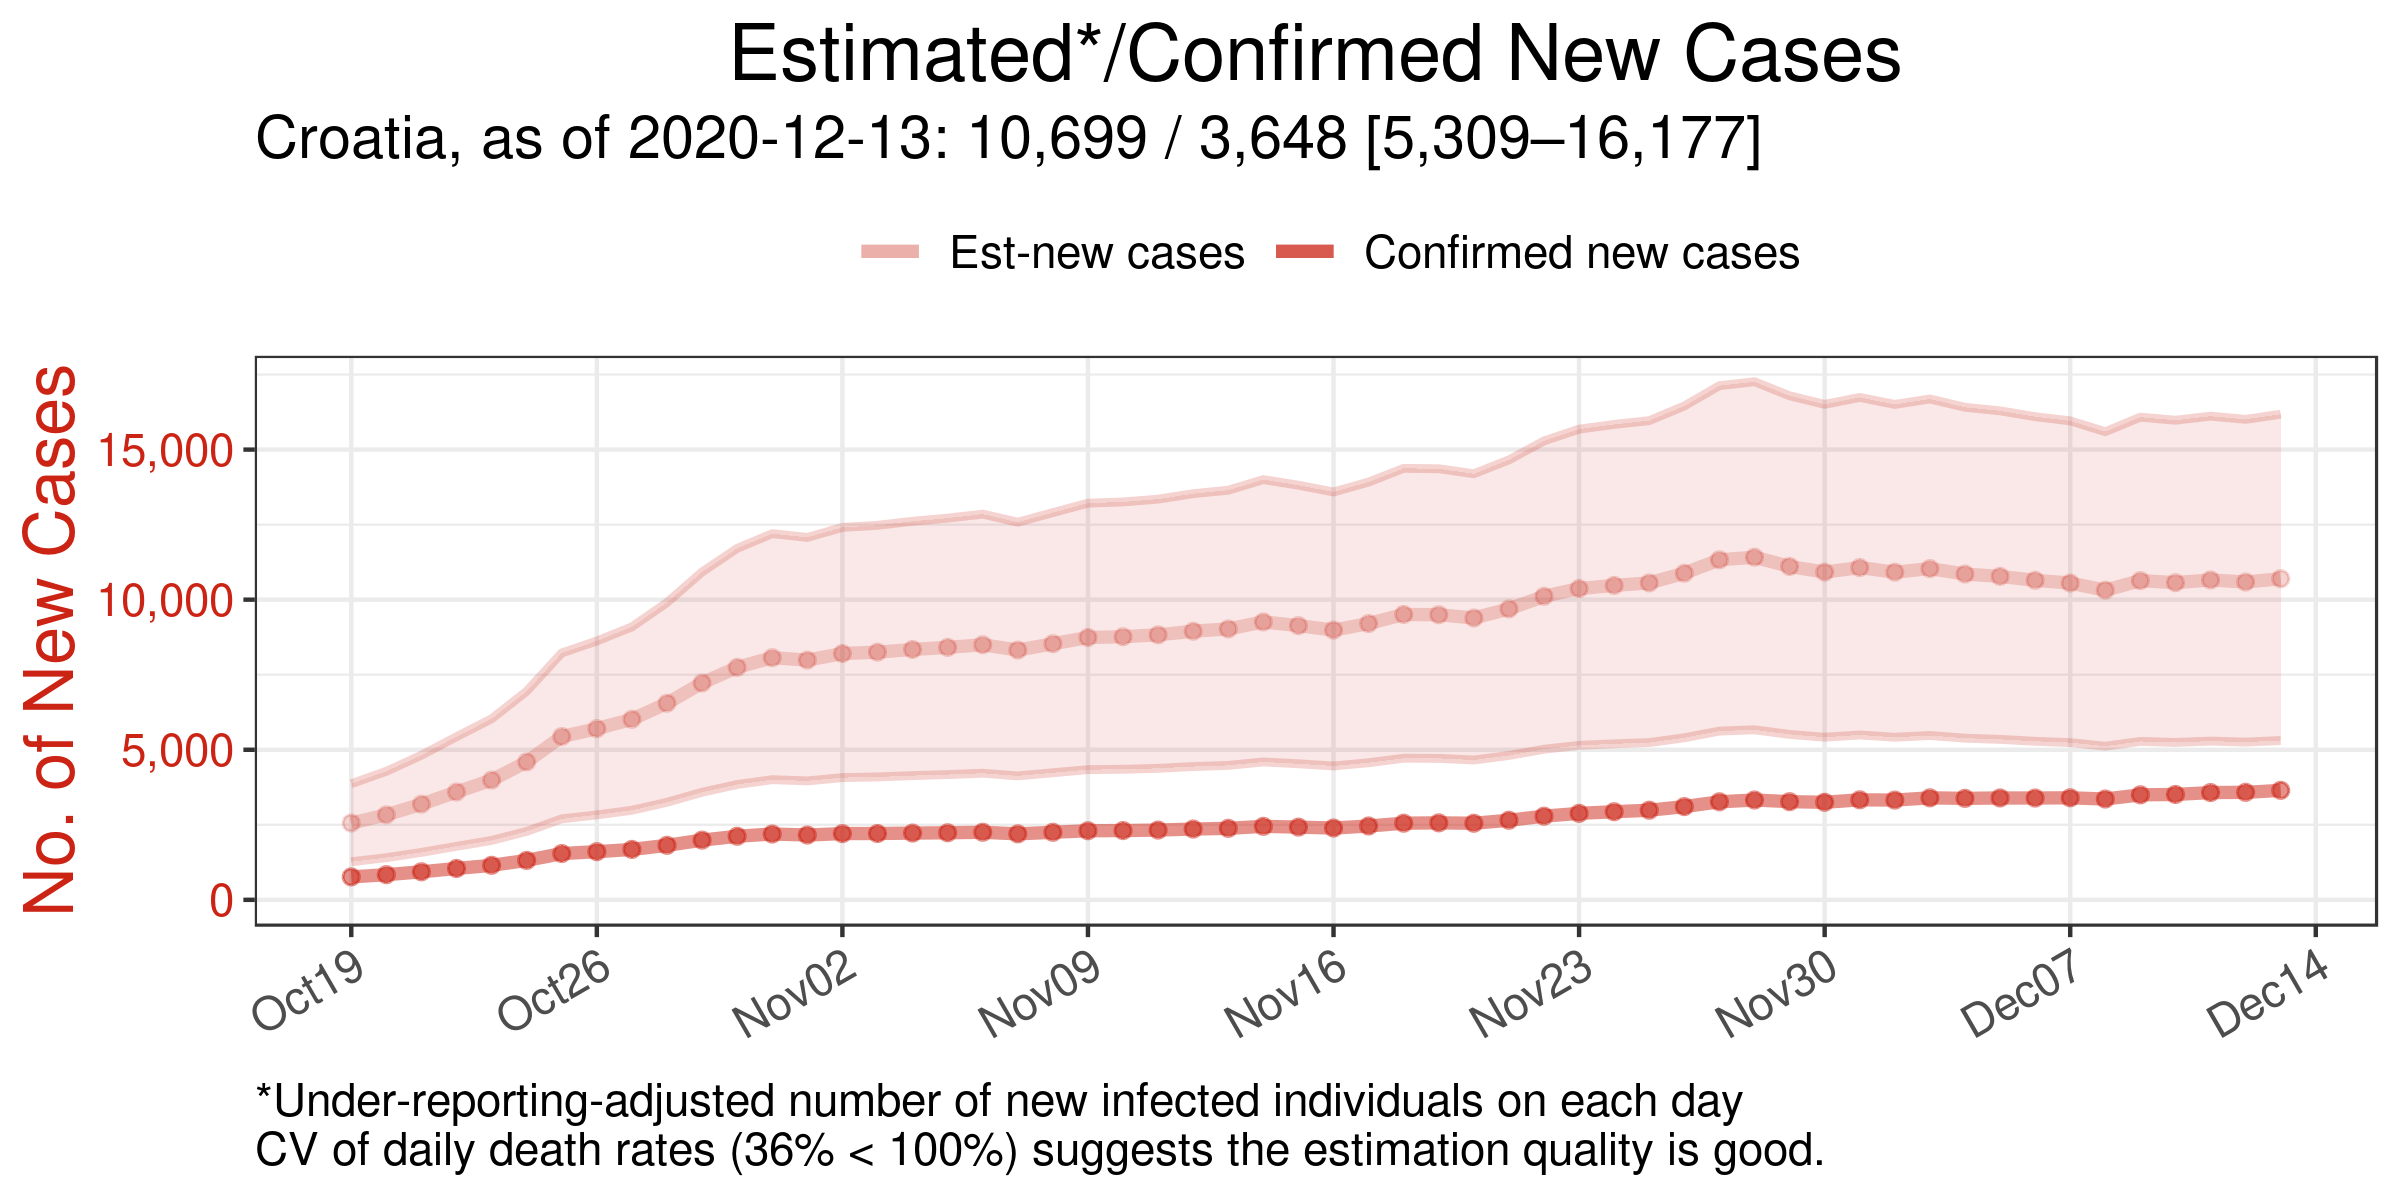 Estimated*/Confirmed New Cases
Croatia, as of 2020-12-13: 10,699 / 3,648 [5,309–16,177]
Est-new cases
Confirmed new cases
No. of New Cases
15,000
10,000
5,000
0
Oct19
Oct26
Nov02
Nov09
Nov16
Nov23
Nov30
Dec07
Dec14
*Under-reporting-adjusted number of new infected individuals on each day
CV of daily death rates (36% < 100%) suggests the estimation quality is good.